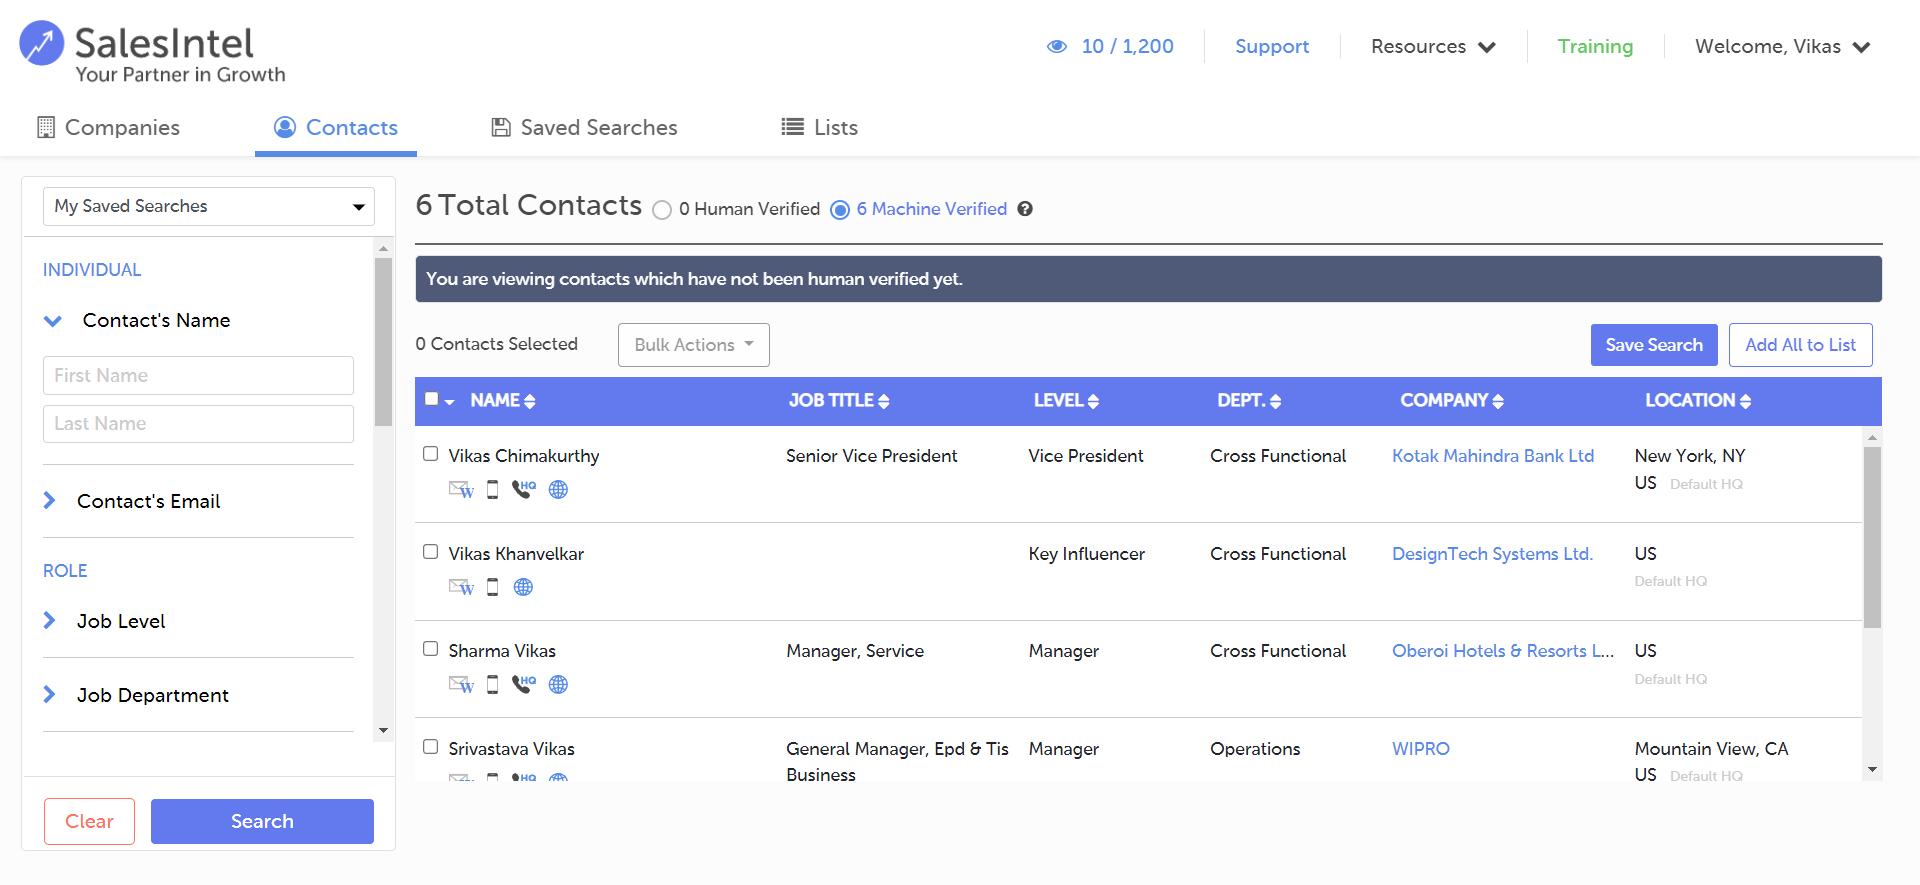 SalesIntel
Your Partner in Growth
10 / 1,200
Support
Resources
Training
Welcome, Vikas
Companies
Contacts
Saved Searches
Lists
My Saved Searches
INDIVIDUAL
Contact's Name
First Name
Last Name
Contact's Email
ROLE
Job Level
Job Department
Clear
Search
6 Total Contacts
0 Human Verified
6 Machine Verified
?
You are viewing contacts which have not been human verified yet.
0 Contacts Selected
Bulk Actions
Save Search
Add All to List
NAME JOB TITLE LEVEL DEPT. COMPANY LOCATION
Vikas Chimakurthy Senior Vice President Vice President Cross Functional Kotak Mahindra Bank Ltd New York, NY
W HQ US Default HQ
Vikas Khanvelkar Key Influencer Cross Functional DesignTech Systems Ltd. US
W Default HQ
Sharma Vikas Manager, Service Manager Cross Functional Oberoi Hotels & Resorts L... US
W HQ Default HQ
Srivastava Vikas General Manager, Epd & Tis Manager Operations WIPRO Mountain View, CA
W HQ Business US Default HQ